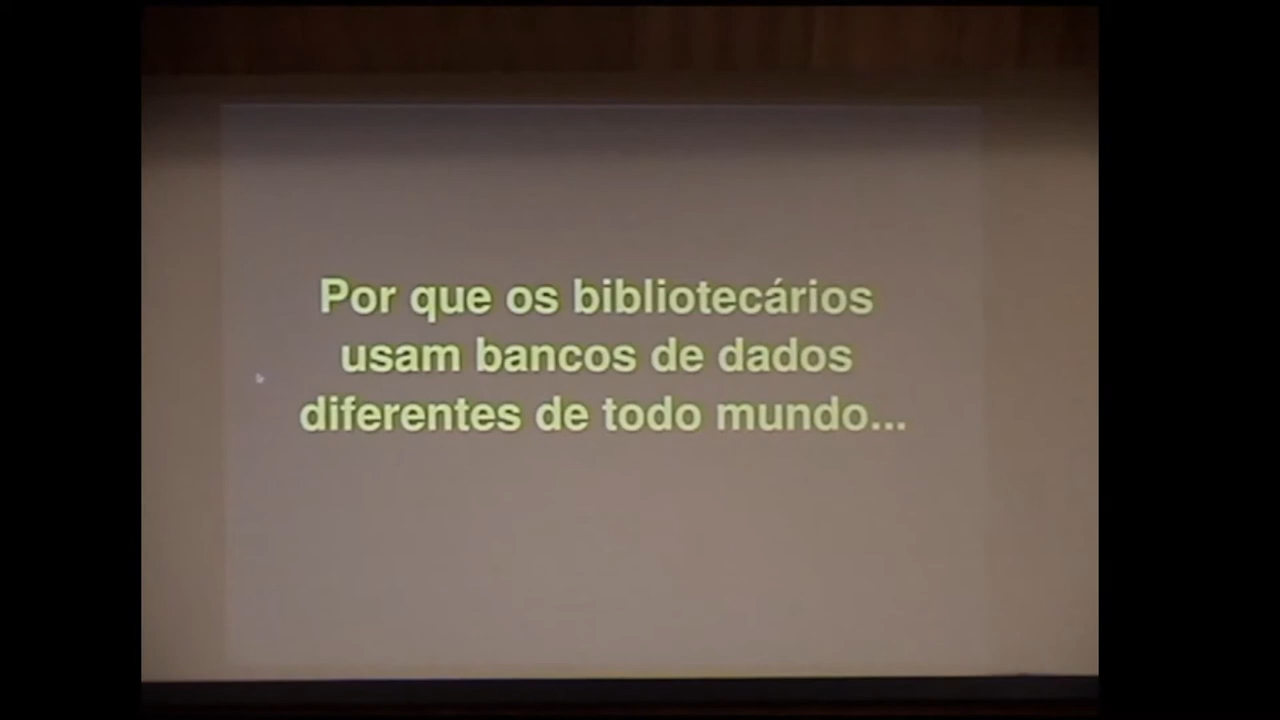 Por que os bibliotecários
usam bancos de dados
diferentes de todo mundo...